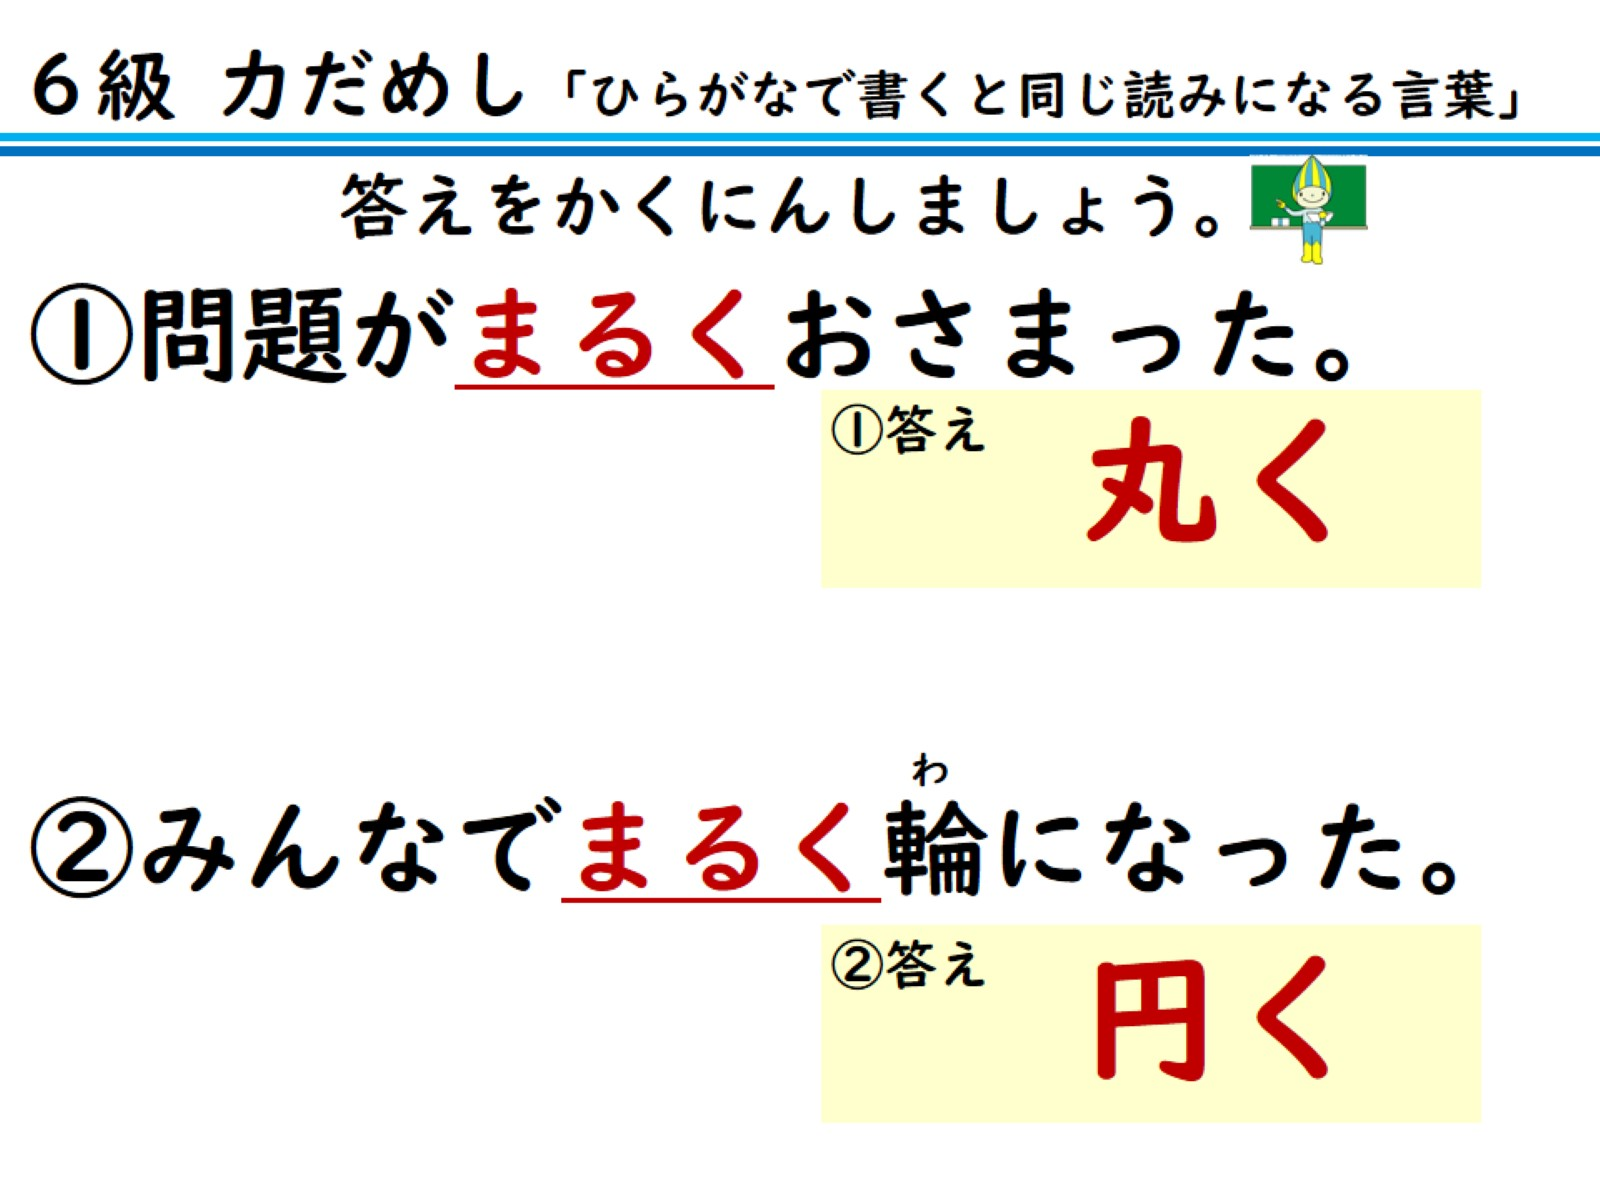 ６級 力だめし「ひらがなで書くと同じ読みになる言葉」
答えをかくにんしましょう。
①問題がまるくおさまった。
①答え 丸く
わ
②みんなでまるく輪になった。
②答え 円く